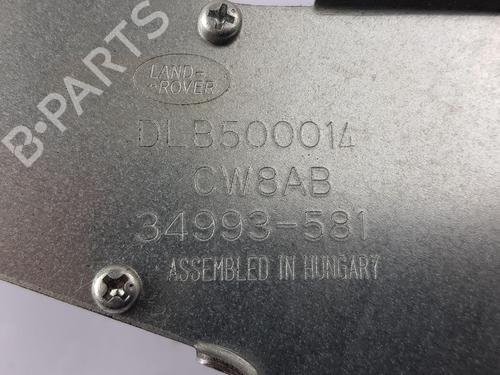 LAND-
ROVER
DLB500014
CW8AB
34993-581
ASSEMBLED IN HUNGARY
B-PARTS